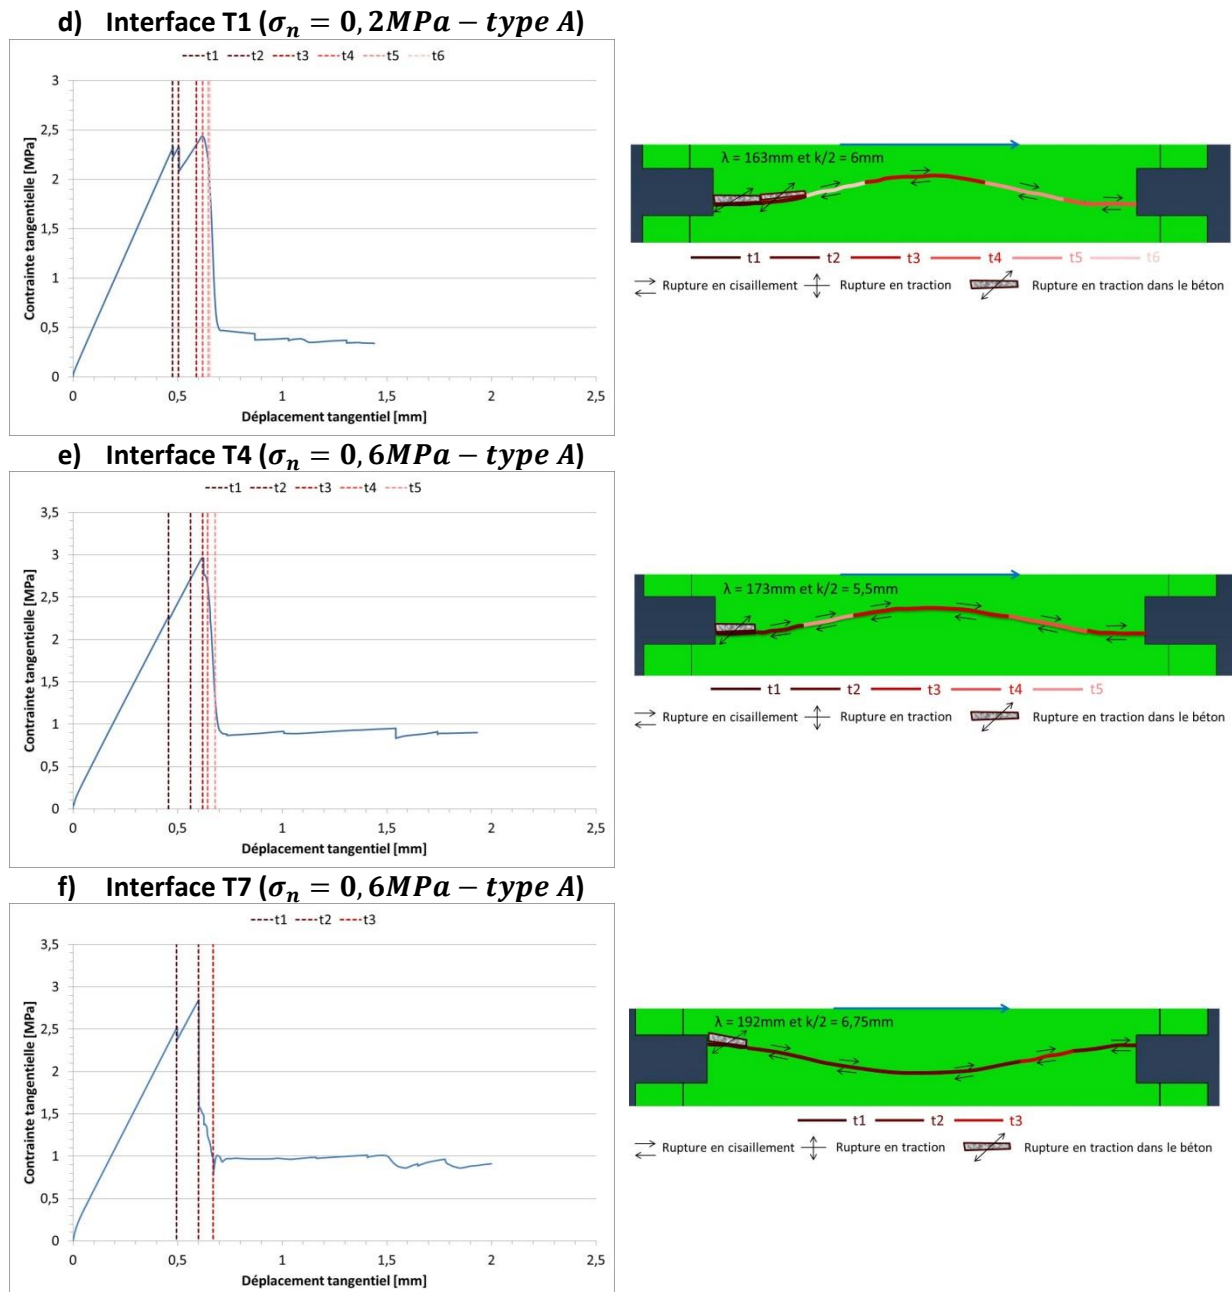 d) Interface T1 (σₙ = 0, 2MPa − type A)
t1 t2 t3 t4 t5 t6
3
2,5
2
1,5
1
0,5
0
Contrainte tangentielle [MPa]
0 0,5 1 1,5 2 2,5
Déplacement tangentiel [mm]
λ = 163mm et k/2 = 6mm
t1 t2 t3 t4 t5 t6
Rupture en cisaillement Rupture en traction Rupture en traction dans le béton
e) Interface T4 (σₙ = 0, 6MPa − type A)
t1 t2 t3 t4 t5
3,5
3
2,5
2
1,5
1
0,5
0
Contrainte tangentielle [MPa]
0 0,5 1 1,5 2 2,5
Déplacement tangentiel [mm]
λ = 173mm et k/2 = 5,5mm
t1 t2 t3 t4 t5
Rupture en cisaillement Rupture en traction Rupture en traction dans le béton
f) Interface T7 (σₙ = 0, 6MPa − type A)
t1 t2 t3
3,5
3
2,5
2
1,5
1
0,5
0
Contrainte tangentielle [MPa]
0 0,5 1 1,5 2 2,5
Déplacement tangentiel [mm]
λ = 192mm et k/2 = 6,75mm
t1 t2 t3
Rupture en cisaillement Rupture en traction Rupture en traction dans le béton